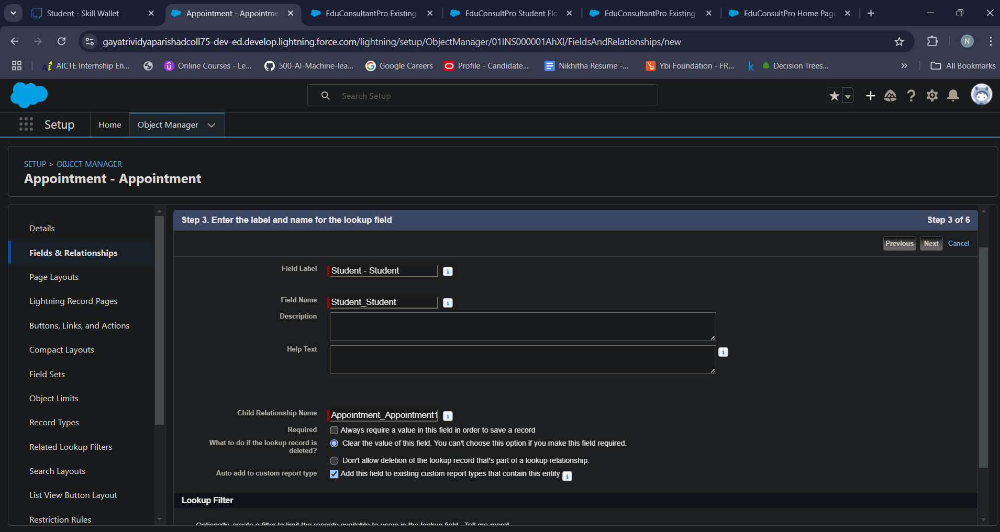 Student - Skill Wallet
Appointment - Appointme
EduConsultantPro Existing
EduConsultPro Student Flo
EduConsultantPro Existing
EduConsultPro Home Page
gayatrividyaparishadcoll75-dev-ed.develop.lightning.force.com/lightning/setup/ObjectManager/01INS000001AhXl/FieldsAndRelationships/new
N
AICTE Internship En...
Online Courses - Le...
500-AI-Machine-lea...
Google Careers
Profile - Candidate...
Nikhitha Resume -...
Ybi Foundation - FR...
k
Decision Trees...
All Bookmarks
Search Setup
Setup
Home
Object Manager
SETUP > OBJECT MANAGER
Appointment - Appointment
Details
Fields & Relationships
Page Layouts
Lightning Record Pages
Buttons, Links, and Actions
Compact Layouts
Field Sets
Object Limits
Record Types
Related Lookup Filters
Search Layouts
List View Button Layout
Restriction Rules
Step 3. Enter the label and name for the lookup field
Step 3 of 6
Previous
Next
Cancel
Field Label
Student - Student
Field Name
Student_Student
Description
Help Text
Child Relationship Name
Appointment_Appointment1
Required
Always require a value in this field in order to save a record
What to do if the lookup record is
deleted?
Clear the value of this field. You can't choose this option if you make this field required.
Don't allow deletion of the lookup record that's part of a lookup relationship.
Auto add to custom report type
Add this field to existing custom report types that contain this entity
Lookup Filter
Optionally, create a filter to limit the records available to users in the lookup field. Tell me more!